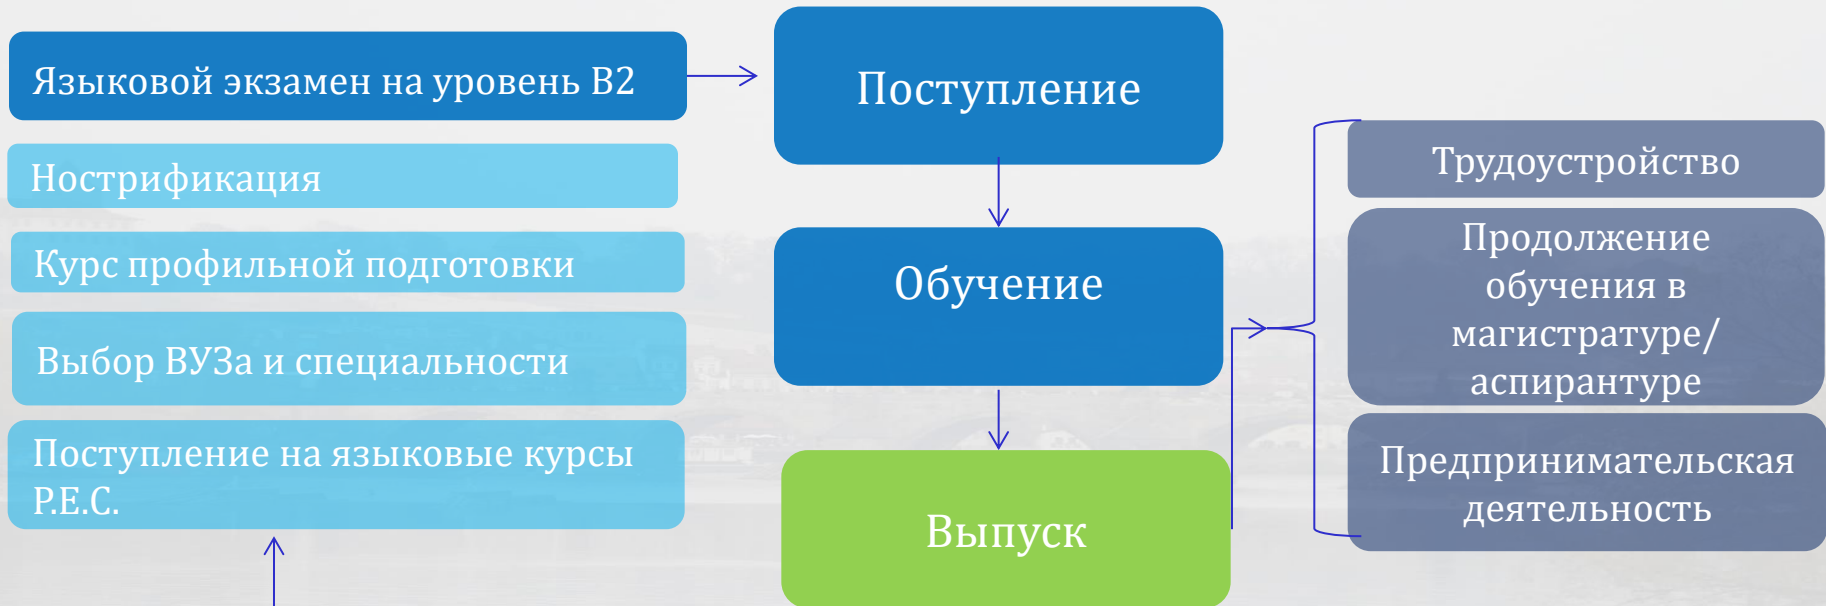 Языковой экзамен на уровень B2
Нострификация
Курс профильной подготовки
Выбор ВУЗа и специальности
Поступление на языковые курсы
P.E.C.
Поступление
Обучение
Выпуск
Трудоустройство
Продолжение
обучения в
магистратуре/
аспирантуре
Предпринимательская
деятельность